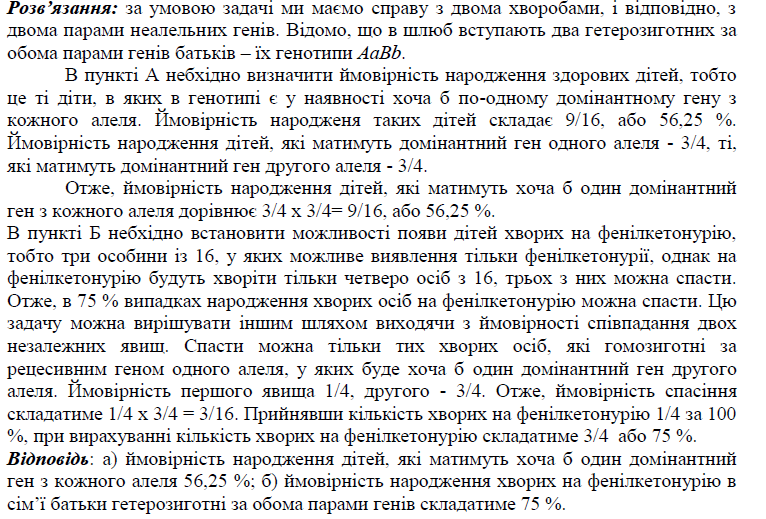 Розв’язання: за умовою задачі ми маємо справу з двома хворобами, і відповідно, з
двома парами неалельних генів. Відомо, що в шлюб вступають два гетерозиготних за
обома парами генів батьків – їх генотипи АаВb.
В пункті А небхідно визначити ймовірність народження здорових дітей, тобто
це ті діти, в яких в генотипі є у наявності хоча б по-одному домінантному гену з
кожного алеля. Ймовірність народженя таких дітей складає 9/16, або 56,25 %.
Ймовірність народження дітей, які матимуть домінантний ген одного алеля - 3/4, ті,
які матимуть домінантний ген другого алеля - 3/4.
Отже, ймовірність народження дітей, які матимуть хоча б один домінантний
ген з кожного алеля дорівнює 3/4 х 3/4= 9/16, або 56,25 %.
В пункті Б небхідно встановити можливості появи дітей хворих на фенілкетонурію,
тобто три особини із 16, у яких можливе виявлення тільки фенілкетонурії, однак на
фенілкетонурію будуть хворіти тільки четверо осіб з 16, трьох з них можна спасти.
Отже, в 75 % випадках народження хворих осіб на фенілкетонурію можна спасти. Цю
задачу можна вирішувати іншим шляхом виходячи з ймовірності співпадання двох
незалежних явищ. Спасти можна тільки тих хворих осіб, які гомозиготні за
рецесивним геном одного алеля, у яких буде хоча б один домінантний ген другого
алеля. Ймовірність першого явища 1/4, другого - 3/4. Отже, ймовірність спасіння
складатиме 1/4 х 3/4 = 3/16. Прийнявши кількість хворих на фенілкетонурію 1/4 за 100
%, при вирахуванні кількість хворих на фенілкетонурію складатиме 3/4 або 75 %.
Відповідь: а) ймовірність народження дітей, які матимуть хоча б один домінантний
ген з кожного алеля 56,25 %; б) ймовірність народження хворих на фенілкетонурію в
сім’ї батьки гетерозиготні за обома парами генів складатиме 75 %.